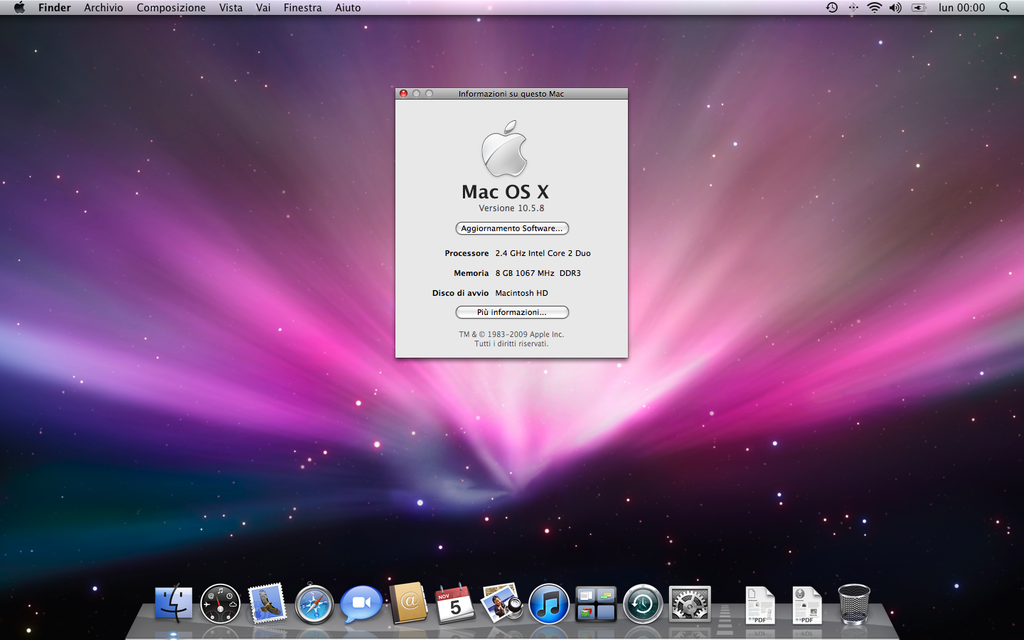 Finder Archivio Composizione Vista Vai Finestra Aiuto lun 00:00
Informazioni su questo Mac
Mac OS X
Versione 10.5.8
Aggiornamento Software...
Processore 2.4 GHz Intel Core 2 Duo
Memoria 8 GB 1067 MHz DDR3
Disco di avvio Macintosh HD
Più informazioni...
TM & © 1983-2009 Apple Inc.
Tutti i diritti riservati.
@
NOV
5
PDF
PDF